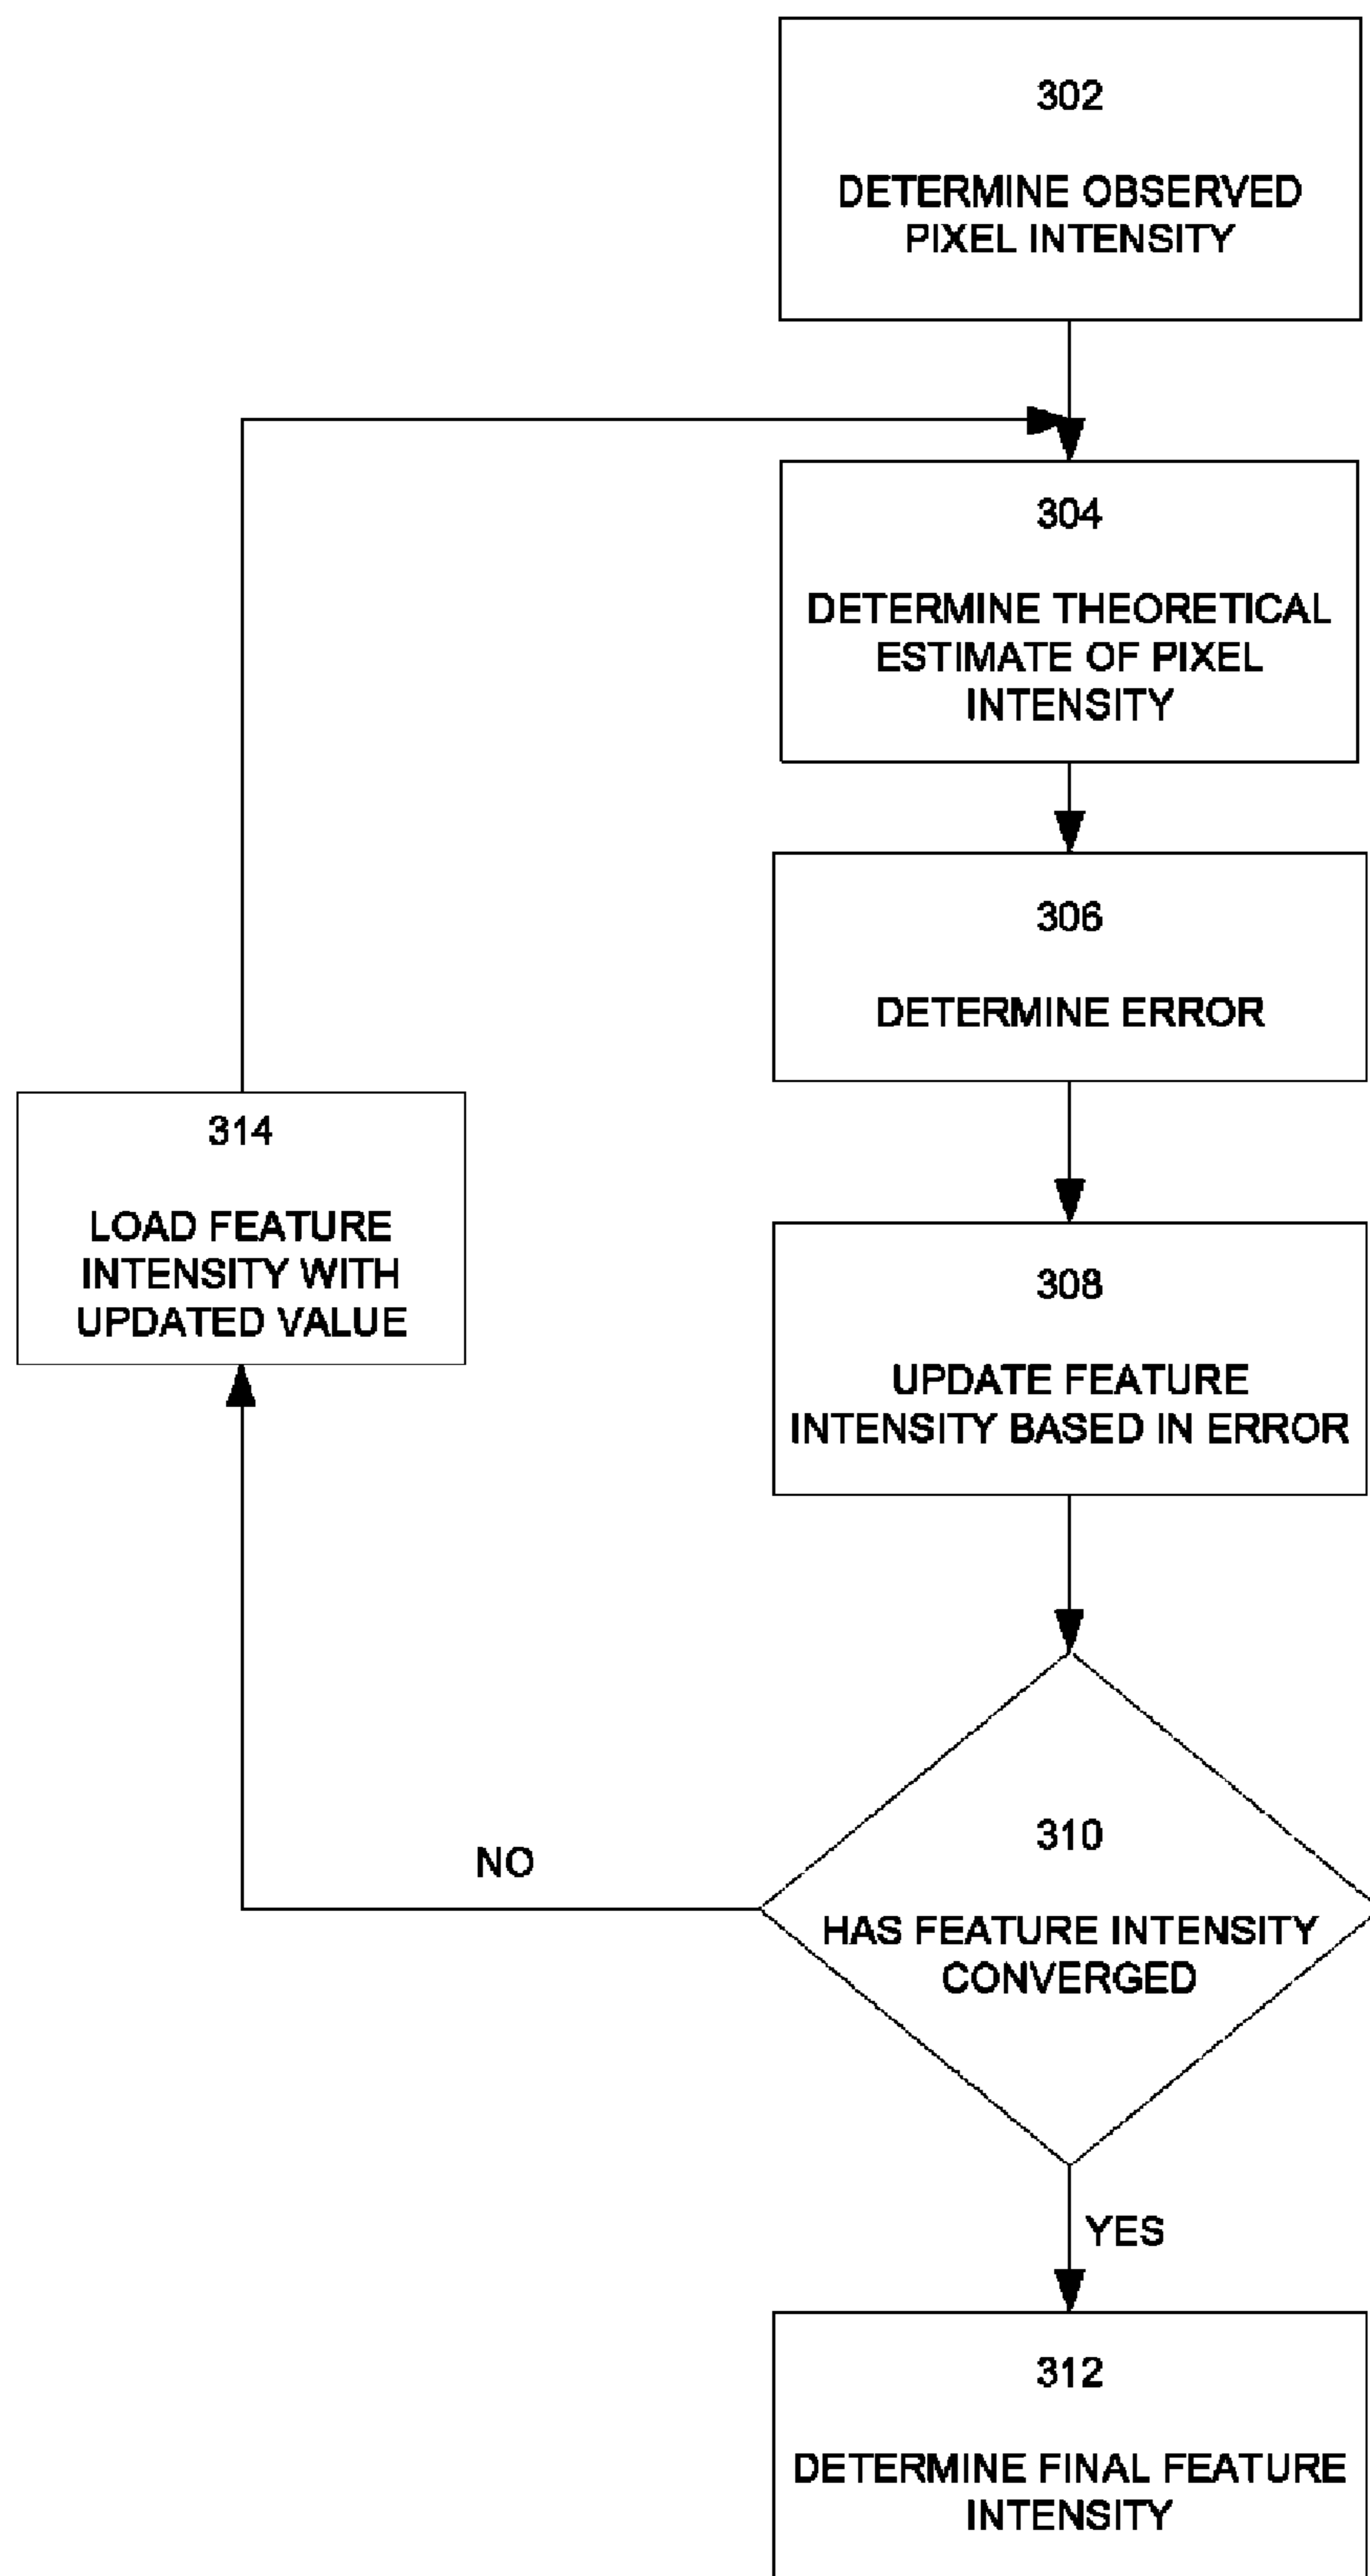 302
DETERMINE OBSERVED
PIXEL INTENSITY
304
DETERMINE THEORETICAL
ESTIMATE OF PIXEL
INTENSITY
306
DETERMINE ERROR
314
LOAD FEATURE
INTENSITY WITH
UPDATED VALUE
308
UPDATE FEATURE
INTENSITY BASED IN ERROR
310
HAS FEATURE INTENSITY
CONVERGED
NO
YES
312
DETERMINE FINAL FEATURE
INTENSITY